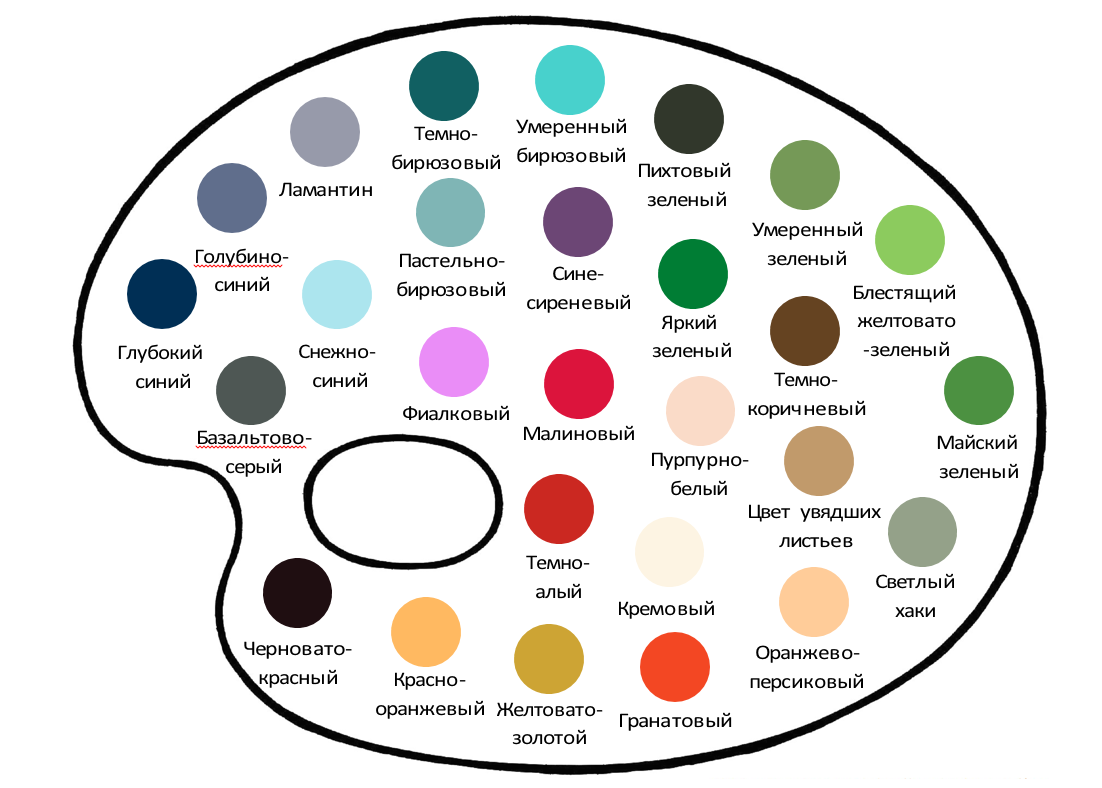 Темно-
бирюзовый
Умеренный
бирюзовый
Пихтовый
зеленый
Ламантин
Умеренный
зеленый
Голубино-
синий
Пастельно-
бирюзовый
Сине-
сиреневый
Блестящий
желтовато
-зеленый
Глубокий
синий
Снежно-
синий
Яркий
зеленый
Темно-
коричневый
Фиалковый
Малиновый
Майский
зеленый
Базальтово-
серый
Пурпурно-
белый
Цвет увядших
листьев
Темно-
алый
Кремовый
Светлый
хаки
Черновато-
красный
Красно-
оранжевый
Желтовато-
золотой
Гранатовый
Оранжево-
персиковый